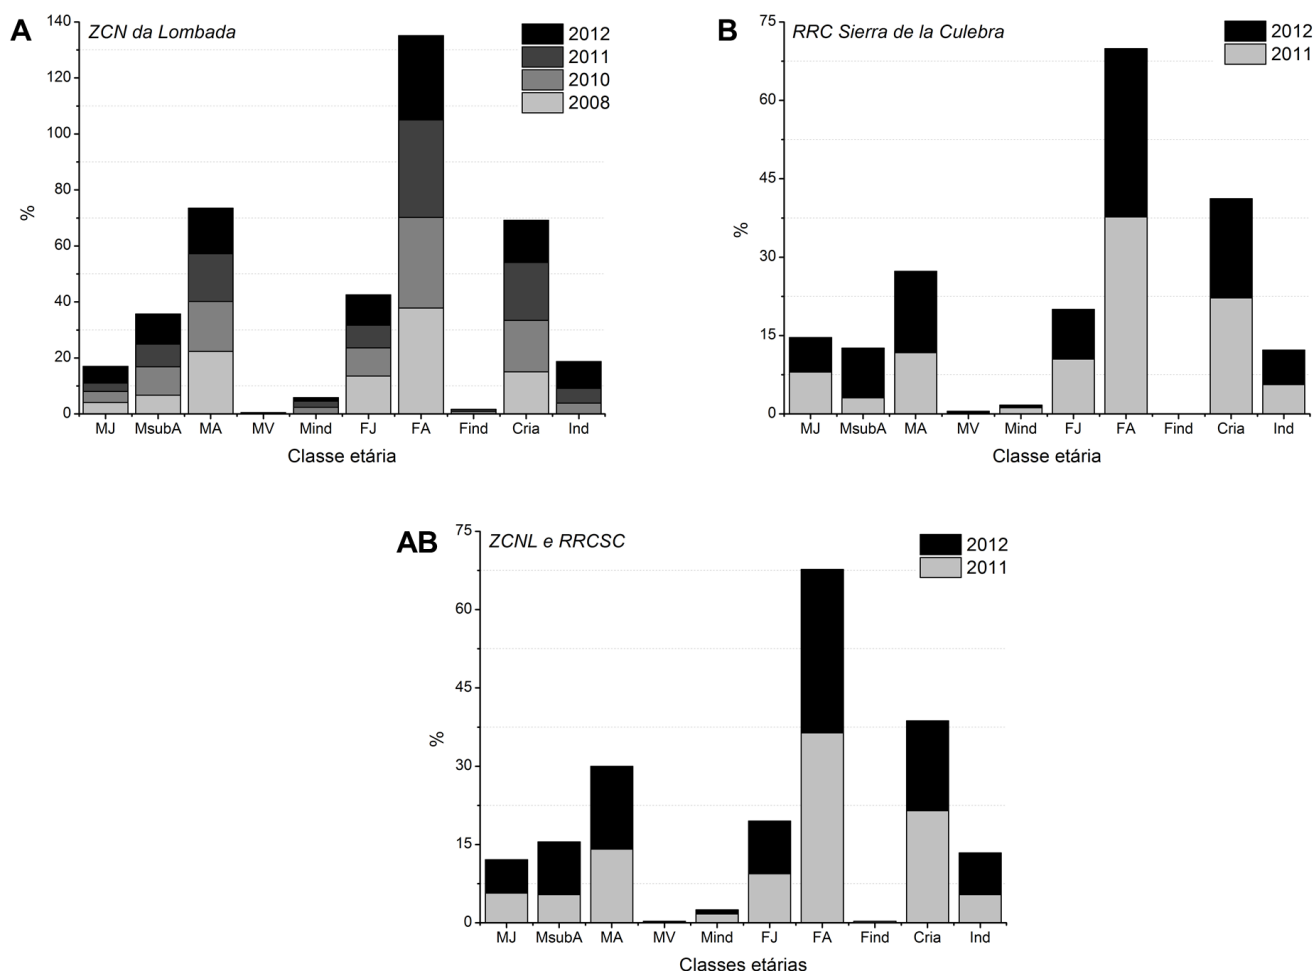 A
ZCN da Lombada
2012
2011
2010
2008
140
120
100
80
60
40
20
0
%
MJ MsubA MA MV Mind FJ FA Find Cria Ind
Classe etária
B
RRC Sierra de la Culebra
2012
2011
75
60
45
30
15
0
%
MJ MsubA MA MV Mind FJ FA Find Cria Ind
Classe etária
AB
ZCNL e RRCSC
2012
2011
75
60
45
30
15
0
%
MJ MsubA MA MV Mind FJ FA Find Cria Ind
Classes etárias